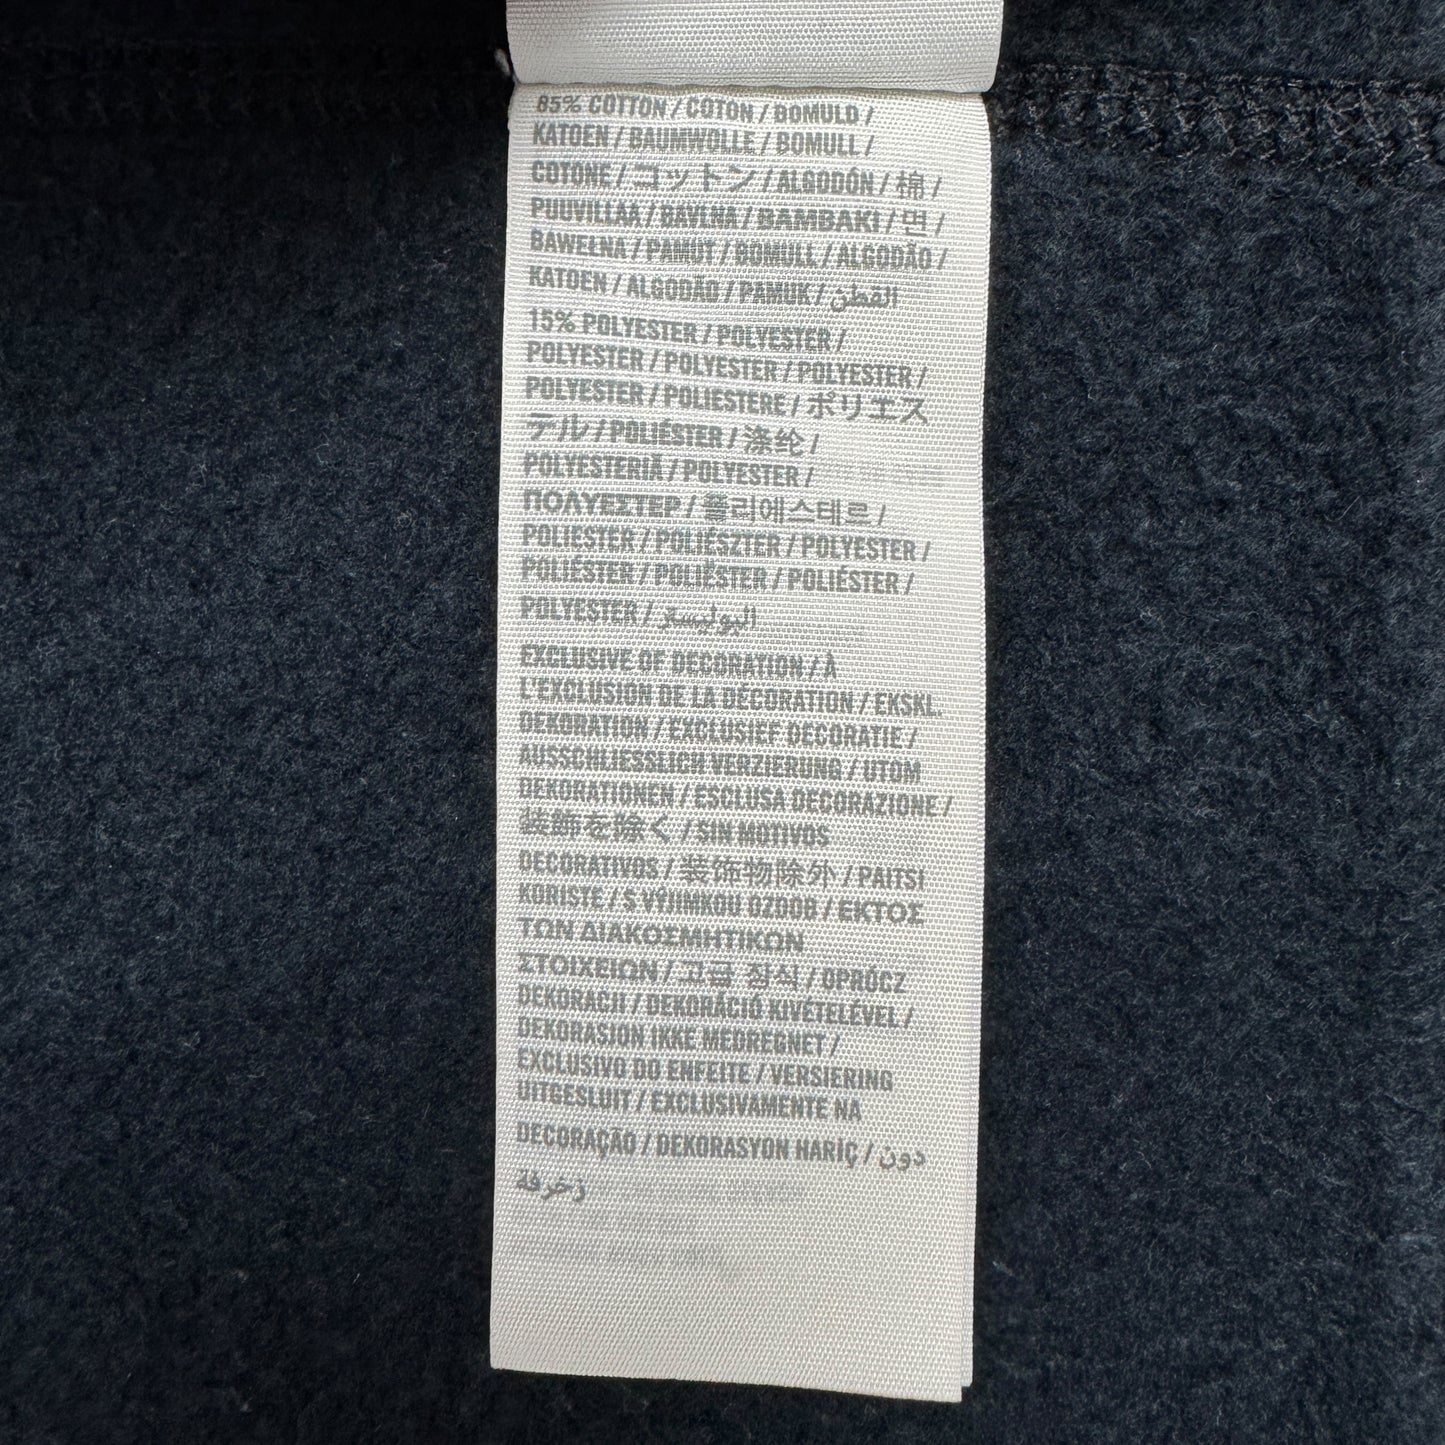 85% COTTON / COTON / BOMULD /
KATOEN / BAUMWOLLE / BOMULL /
COTONE / コットン / ALGODÓN / 棉 /
PUUVILLAA / BAVLNA / ΒΑΜΒΑΚΙ / 면 /
BAWEŁNA / PAMUT / BOMULL / ALGODÃO /
KATOEN / ALGODÃO / PAMUK / القطن
15% POLYESTER / POLYESTER /
POLYESTER / POLYESTER / POLYESTER /
POLYESTER / POLIESTERE / ポリエス
テル / POLIÉSTER / 涤纶 /
POLYESTERIÄ / POLYESTER /
ΠΟΛΥΕΣΤΕΡ / 폴리에스테르 /
POLIESTER / POLIÉSZTER / POLYESTER /
POLIÉSTER / POLIËSTER / POLIÉSTER /
POLYESTER / البوليستر
EXCLUSIVE OF DECORATION / À
L'EXCLUSION DE LA DÉCORATION / EKSKL.
DEKORATION / EXCLUSIEF DECORATIE /
AUSSCHLIESSLICH VERZIERUNG / UTOM
DEKORATIONEN / ESCLUSA DECORAZIONE /
装飾を除く / SIN MOTIVOS
DECORATIVOS / 装饰物除外 / PAITSI
KORISTE / S VÝJIMKOU OZDOB / ΕΚΤΟΣ
ΤΩΝ ΔΙΑΚΟΣΜΗΤΙΚΩΝ
ΣΤΟΙΧΕΙΩΝ / 고급 장식 / OPRÓCZ
DEKORACJI / DEKORÁCIÓ KIVÉTELÉVEL /
DEKORASJON IKKE MEDREGNET /
EXCLUSIVO DO ENFEITE / VERSIERING
UITGESLUIT / EXCLUSIVAMENTE NA
DECORAÇÃO / DEKORASYON HARİÇ / دون
زخرفة